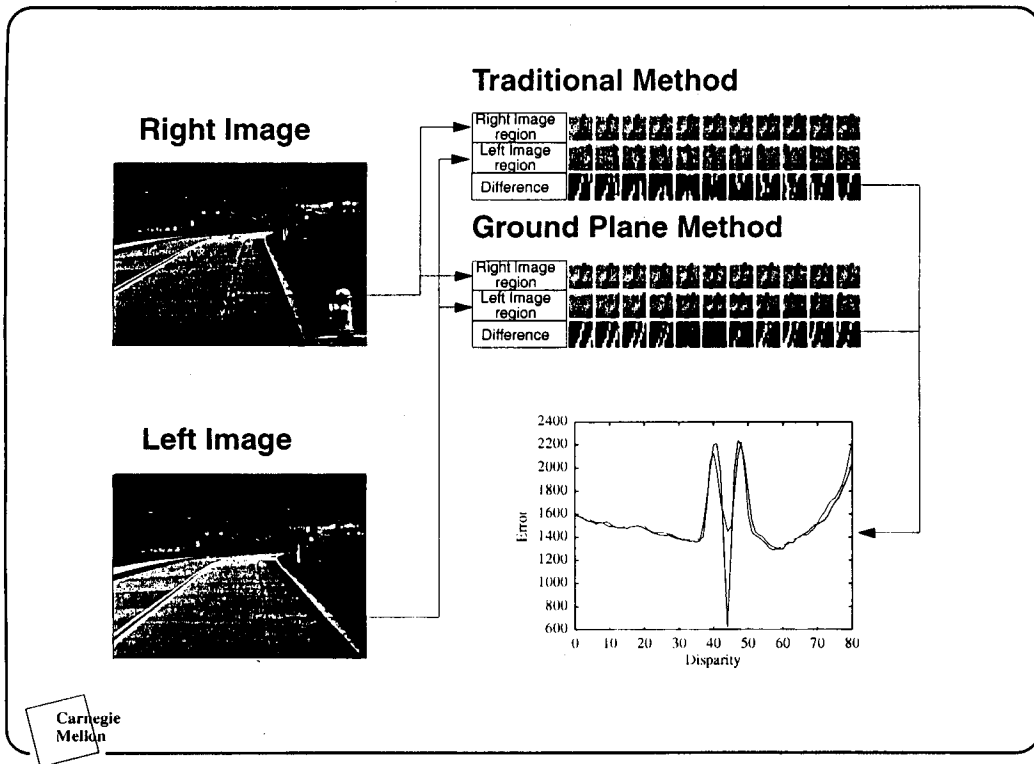 Traditional Method
Right Image
Right Image
region
Left Image
region
Difference
Ground Plane Method
Right Image
region
Left Image
region
Difference
Left Image
2400
2200
2000
1800
1600
1400
1200
1000
800
600
Error
0 10 20 30 40 50 60 70 80
Disparity
Carnegie
Mellon